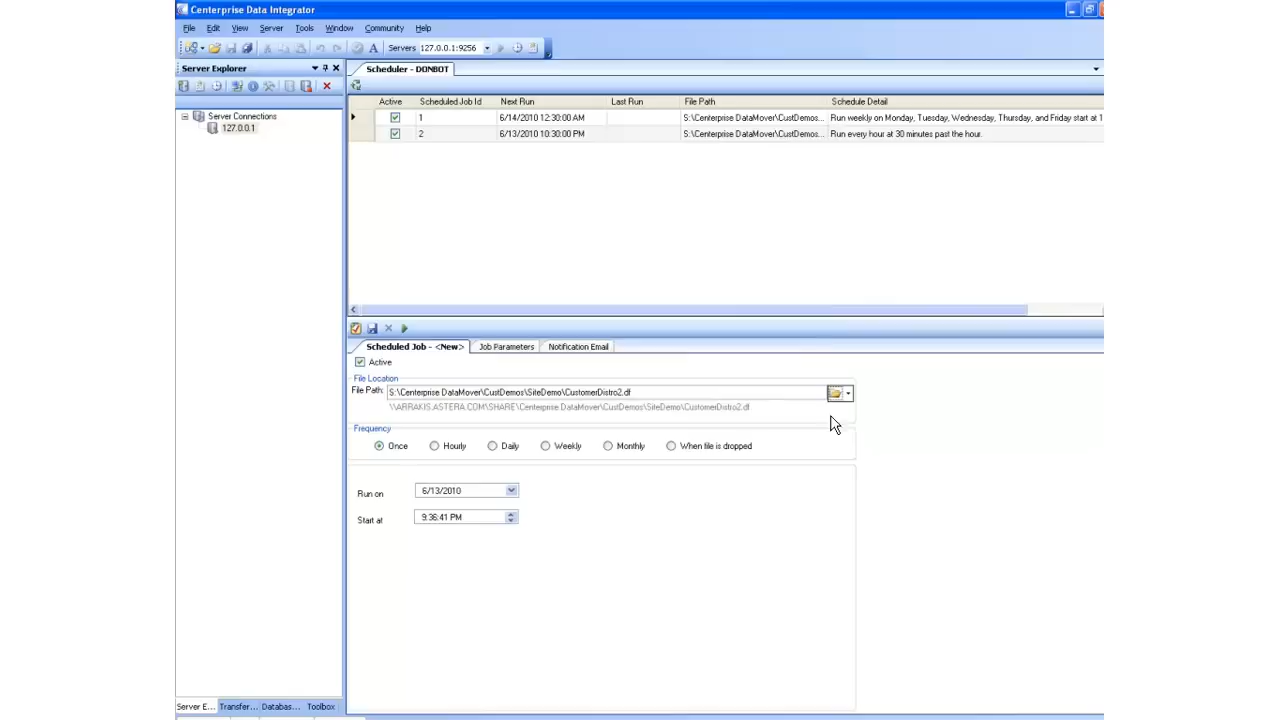 Centerprise Data Integrator
File Edit View Server Tools Window Community Help
A Servers 127.0.0.1:9256
Server Explorer
Scheduler - DONBOT
Active Scheduled Job Id Next Run Last Run File Path Schedule Detail
1 6/14/2010 12:30:00 AM S:\Centerprise DataMover\CustDemos... Run weekly on Monday, Tuesday, Wednesday, Thursday, and Friday start at 1
2 6/13/2010 10:30:00 PM S:\Centerprise DataMover\CustDemos... Run every hour at 30 minutes past the hour.
Server Connections
127.0.0.1
Scheduled Job - <New> Job Parameters Notification Email
Active
File Location
File Path: S:\Centerprise DataMover\CustDemos\SiteDemo\CustomerDistro2.df
\\ARRAKIS.ASTERA.COM\SHARE\Centerprise DataMover\CustDemos\SiteDemo\CustomerDistro2.df
Frequency
Once Hourly Daily Weekly Monthly When file is dropped
Run on 6/13/2010
Start at 9:36:41 PM
Server E... Transfer... Databas... Toolbox